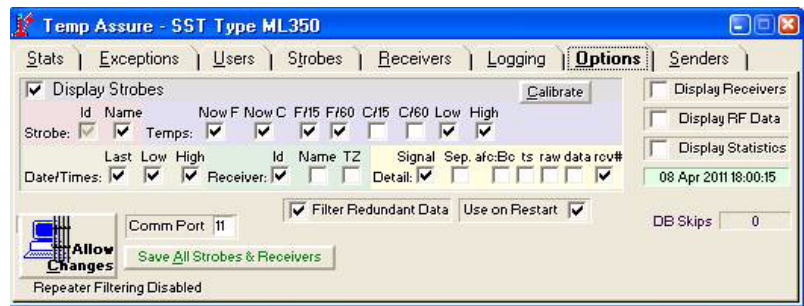 Temp Assure - SST Type ML350
Stats Exceptions Users Strobes Receivers Logging Options Senders
Display Strobes Calibrate Display Receivers
Id Name Now F Now C F/15 F/60 C/15 C/60 Low High
Strobe: Temps: Display RF Data
Last Low High Id Name TZ Signal Sep. afc:Bc ts raw data rcv# Display Statistics
Date/Times: Receiver: Detail: 08 Apr 2011 18:00:15
Filter Redundant Data Use on Restart
Comm Port 11 DB Skips 0
Allow Changes
Save All Strobes & Receivers
Repeater Filtering Disabled